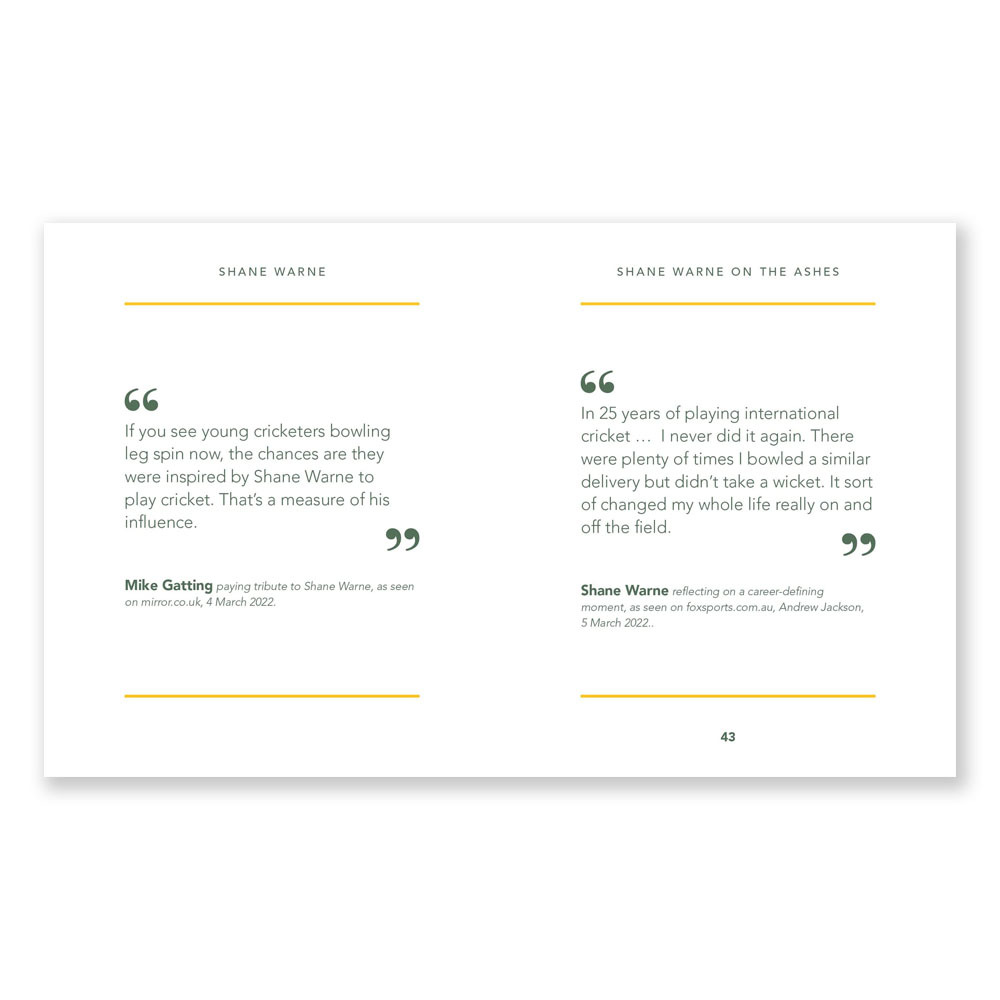 SHANE WARNE
“
If you see young cricketers bowling
leg spin now, the chances are they
were inspired by Shane Warne to
play cricket. That’s a measure of his
influence.
”
Mike Gatting paying tribute to Shane Warne, as seen
on mirror.co.uk, 4 March 2022.
SHANE WARNE ON THE ASHES
“
In 25 years of playing international
cricket …  I never did it again. There
were plenty of times I bowled a similar
delivery but didn’t take a wicket. It sort
of changed my whole life really on and
off the field.
”
Shane Warne reflecting on a career-defining
moment, as seen on foxsports.com.au, Andrew Jackson,
5 March 2022..
43